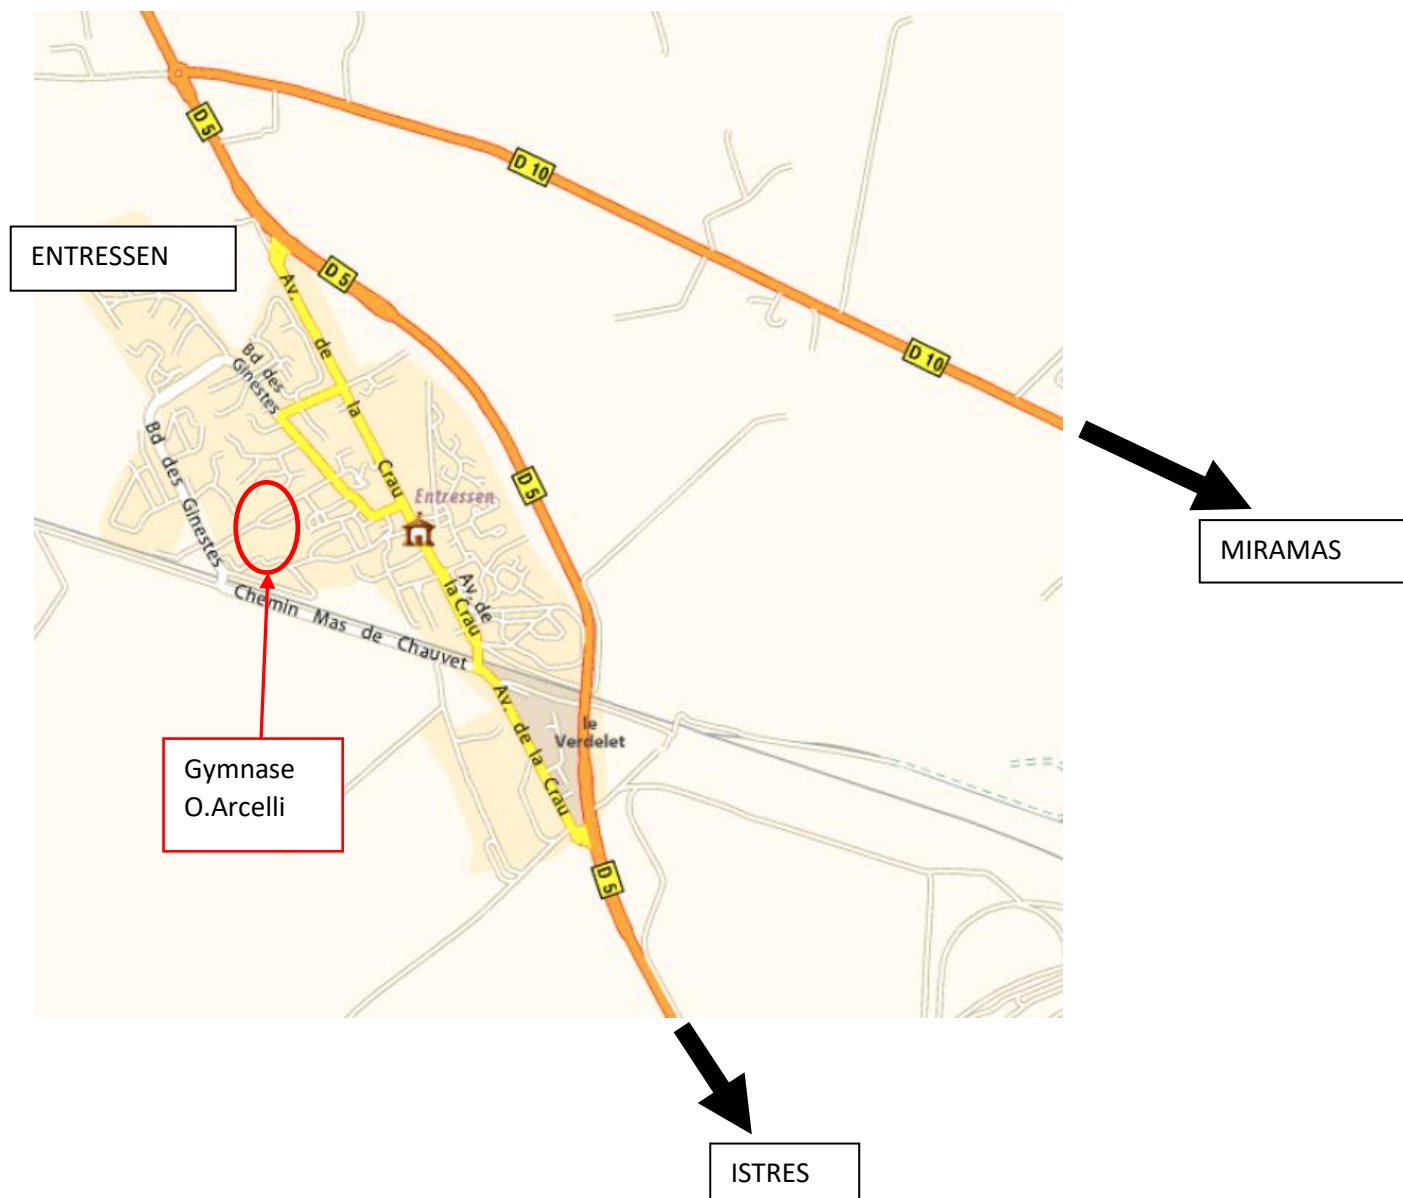 D 5
D 10
ENTRESSEN
D 5
Av. de la Crau
Bd des
Ginestes
D 10
Bd des Ginestes
Entressen
D 5
MIRAMAS
Av. de
la Crau
Chemin Mas de Chauvet
Av. de la Crau
le
Verdelet
Gymnase
O.Arcelli
D 5
ISTRES